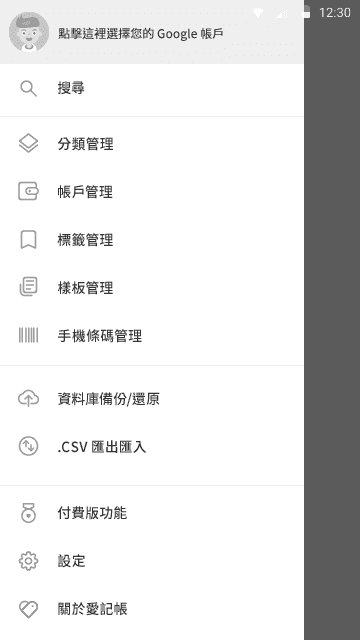 12:30
點擊這裡選擇您的 Google 帳戶
搜尋
分類管理
帳戶管理
標籤管理
樣板管理
手機條碼管理
資料庫備份/還原
.CSV 匯出匯入
付費版功能
設定
關於愛記帳